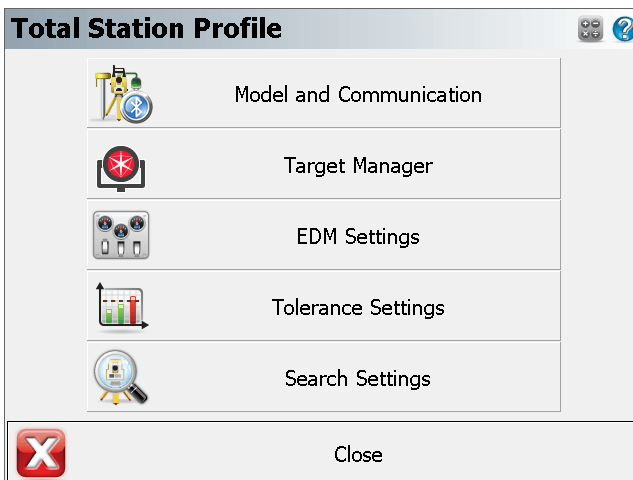 Total Station Profile
Model and Communication
Target Manager
EDM Settings
Tolerance Settings
Search Settings
Close